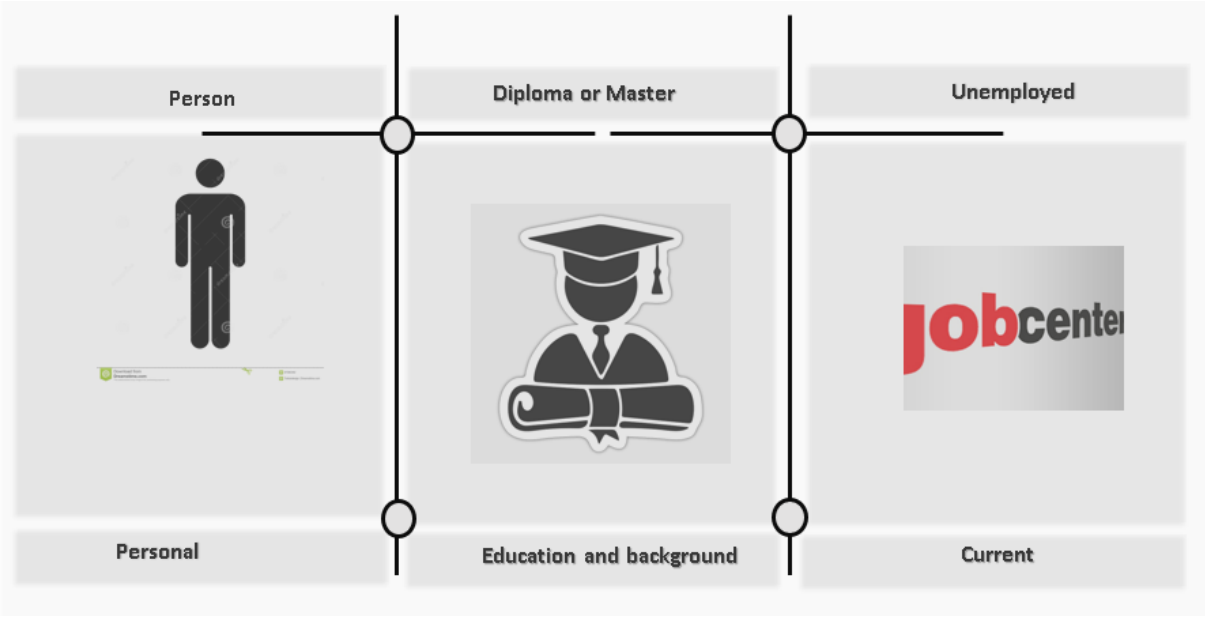 Person
Diploma or Master
Unemployed
jobcenter
Personal
Education and background
Current